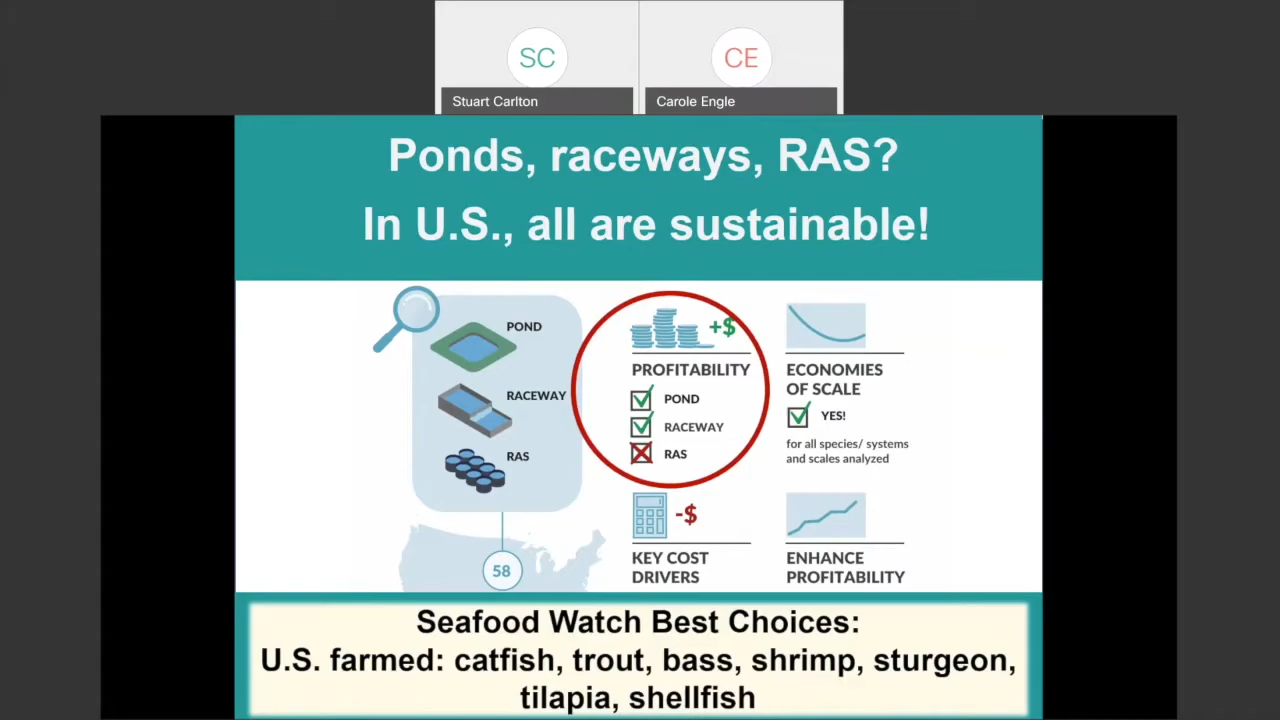 SC
CE
Stuart Carlton
Carole Engle
Ponds, raceways, RAS?
In U.S., all are sustainable!
POND
RACEWAY
RAS
58
+$
PROFITABILITY
POND
RACEWAY
RAS
ECONOMIES
OF SCALE
YES!
for all species/ systems
and scales analyzed
-$
KEY COST
DRIVERS
ENHANCE
PROFITABILITY
Seafood Watch Best Choices:
U.S. farmed: catfish, trout, bass, shrimp, sturgeon,
tilapia, shellfish